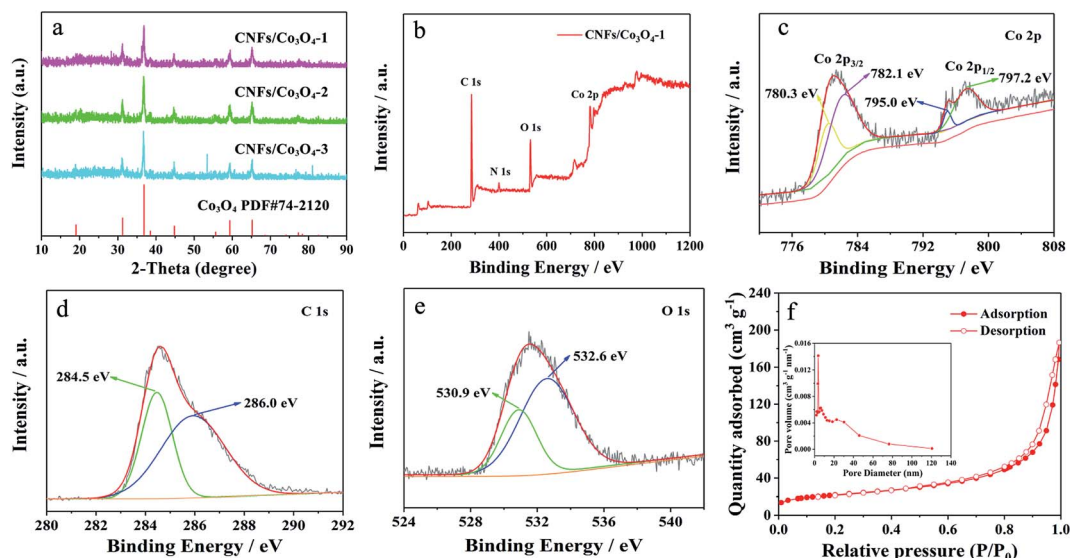 a
CNFs/Co₃O₄-1
CNFs/Co₃O₄-2
CNFs/Co₃O₄-3
Co₃O₄ PDF#74-2120
Intensity (a.u.)
10 20 30 40 50 60 70 80 90
2-Theta (degree)
b
CNFs/Co₃O₄-1
C 1s
N 1s
O 1s
Co 2p
Intensity / a.u.
0 200 400 600 800 1000 1200
Binding Energy / eV
c
Co 2p
Co 2p₃/₂
Co 2p₁/₂
782.1 eV
797.2 eV
780.3 eV
795.0 eV
Intensity / a.u.
776 784 792 800 808
Binding Energy / eV
d
C 1s
284.5 eV
286.0 eV
Intensity / a.u.
280 282 284 286 288 290 292
Binding Energy / eV
e
O 1s
532.6 eV
530.9 eV
Intensity / a.u.
524 528 532 536 540
Binding Energy / eV
f
Adsorption
Desorption
Quantity adsorbed (cm³ g⁻¹)
240
200
160
120
80
40
0
0.0 0.2 0.4 0.6 0.8 1.0
Relative pressure (P/P₀)
Pore volume (cm³ g⁻¹ nm⁻¹)
0.016
0.012
0.008
0.004
0.000
0 20 40 60 80 100 120 140
Pore Diameter (nm)